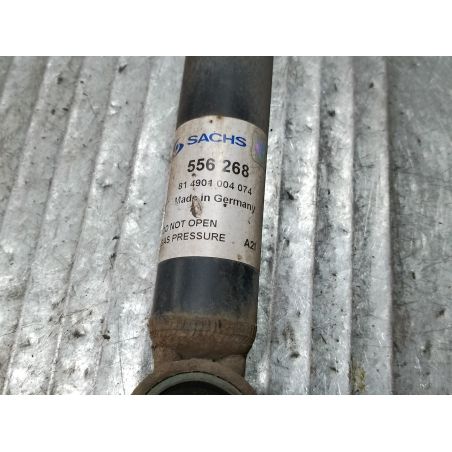 SACHS
556 268
81 4901 004 074
Made in Germany
DO NOT OPEN
GAS PRESSURE